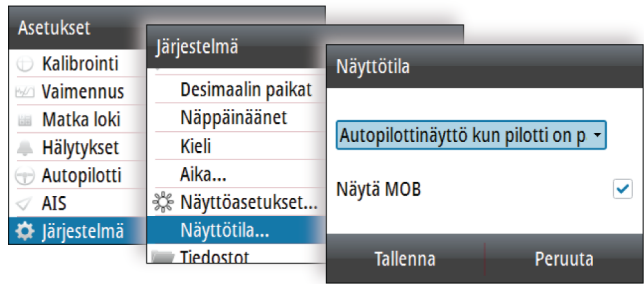 Asetukset
Kalibrointi
Vaimennus
Matka loki
Hälytykset
Autopilotti
AIS
Järjestelmä
Järjestelmä
Desimaalin paikat
Näppäinäänet
Kieli
Aika...
Näyttöasetukset...
Näyttötila...
Tiedostot
Näyttötila
Autopilottinäyttö kun pilotti on p
Näytä MOB
Tallenna
Peruuta